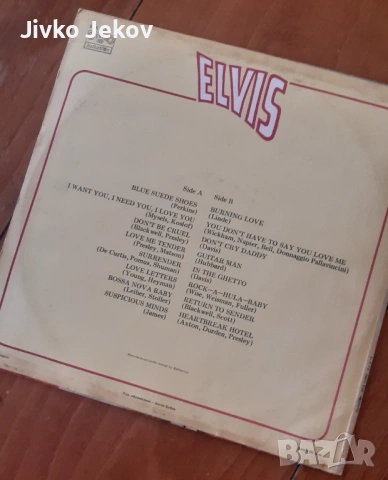 Jivko Jekov
ELVIS
Side A
BLUE SUEDE SHOES
(Perkins)
I WANT YOU, I NEED YOU, I LOVE YOU
(Mysels, Kosloff)
DON'T BE CRUEL
(Blackwell, Presley)
LOVE ME TENDER
(Presley, Matson)
SURRENDER
(De Curtis, Pomus, Shuman)
LOVE LETTERS
(Young, Heyman)
BOSSA NOVA BABY
(Leiber, Stoller)
SUSPICIOUS MINDS
(James)
Side B
BURNING LOVE
(Linde)
YOU DON'T HAVE TO SAY YOU LOVE ME
(Wickham, Napier, Bell, Donnaggio Pallavincini)
DON'T CRY DADDY
(Davis)
GUITAR MAN
(Hubbard)
IN THE GHETTO
(Davis)
ROCK—A—HULA—BABY
(Wise, Weisman, Fuller)
RETURN TO SENDER
(Blackwell, Scott)
HEARTBREAK HOTEL
(Axton, Durden, Presley)
BAZAR
bg